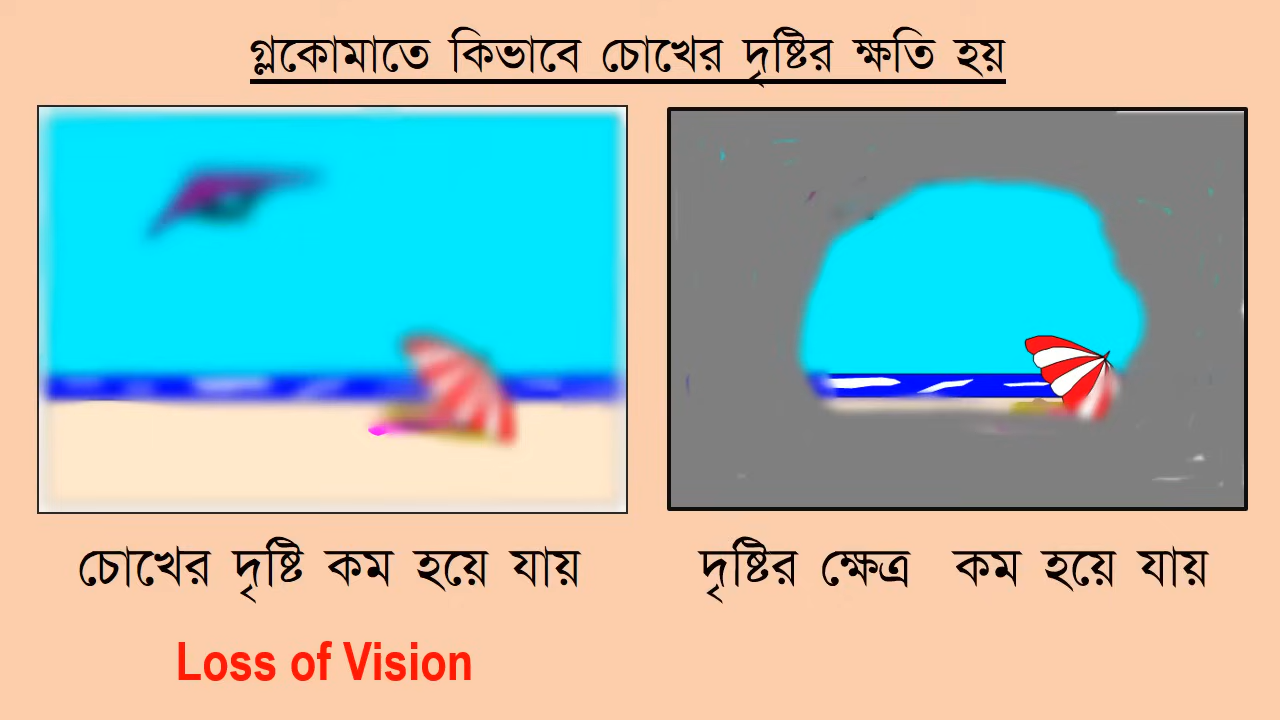 গ্লকোমাতে কিভাবে চোখের দৃষ্টির ক্ষতি হয়
চোখের দৃষ্টি কম হয়ে যায়
দৃষ্টির ক্ষেত্র কম হয়ে যায়
Loss of Vision